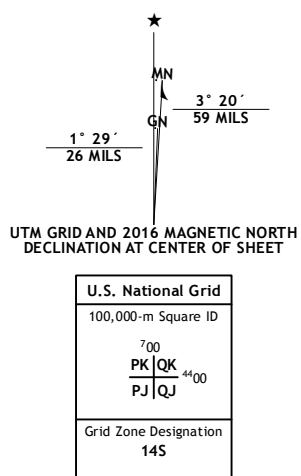 ★
MN
3° 20´
59 MILS
GN
1° 29´
26 MILS
UTM GRID AND 2016 MAGNETIC NORTH
DECLINATION AT CENTER OF SHEET
U.S. National Grid
100,000-m Square ID
⁷00
PK QK
⁴⁴00
PJ QJ
Grid Zone Designation
14S